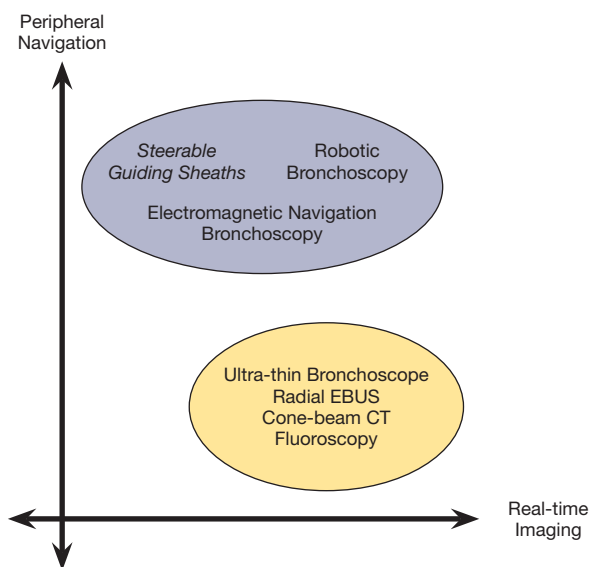 Peripheral
Navigation
Steerable
Guiding Sheaths
Robotic
Bronchoscopy
Electromagnetic Navigation
Bronchoscopy
Ultra-thin Bronchoscope
Radial EBUS
Cone-beam CT
Fluoroscopy
Real-time
Imaging